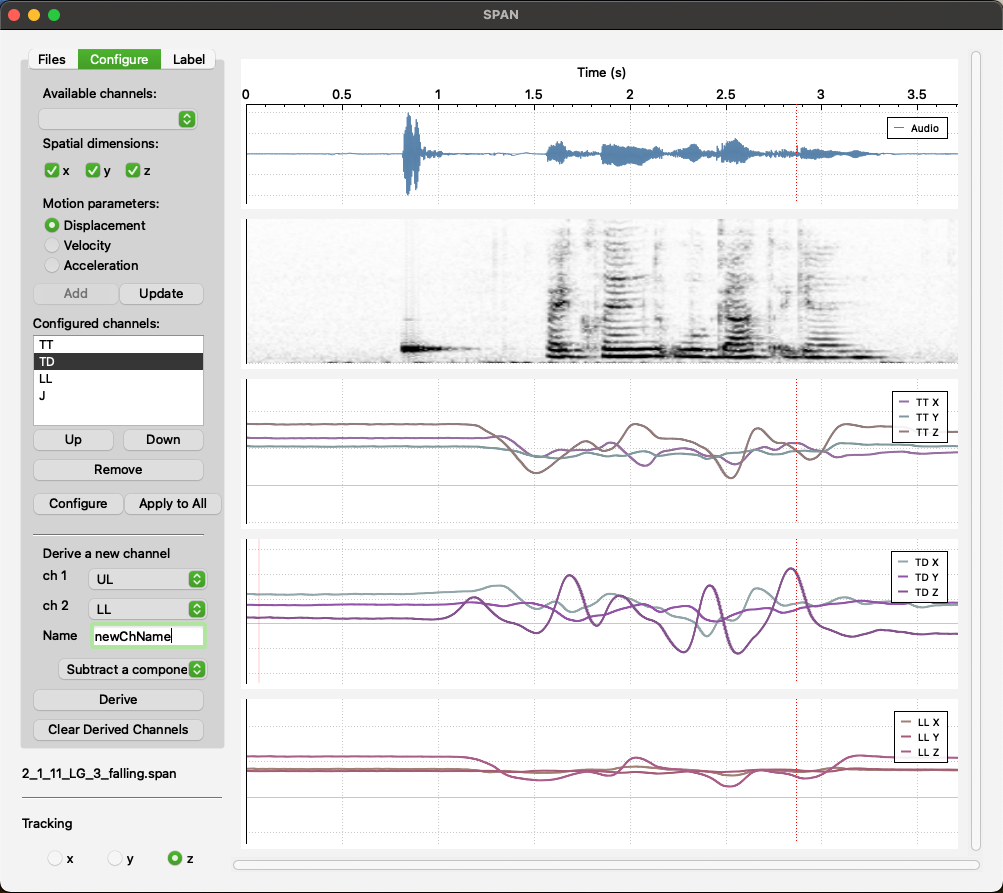 SPAN
Files Configure Label
Available channels:
Spatial dimensions:
x y z
Motion parameters:
Displacement
Velocity
Acceleration
Add Update
Configured channels:
TT
TD
LL
J
Up Down
Remove
Configure Apply to All
Derive a new channel
ch 1 UL
ch 2 LL
Name newChName
Subtract a compone
Derive
Clear Derived Channels
2_1_11_LG_3_falling.span
Tracking
x y z
Time (s)
0 0.5 1 1.5 2 2.5 3 3.5
Audio
TT X
TT Y
TT Z
TD X
TD Y
TD Z
LL X
LL Y
LL Z